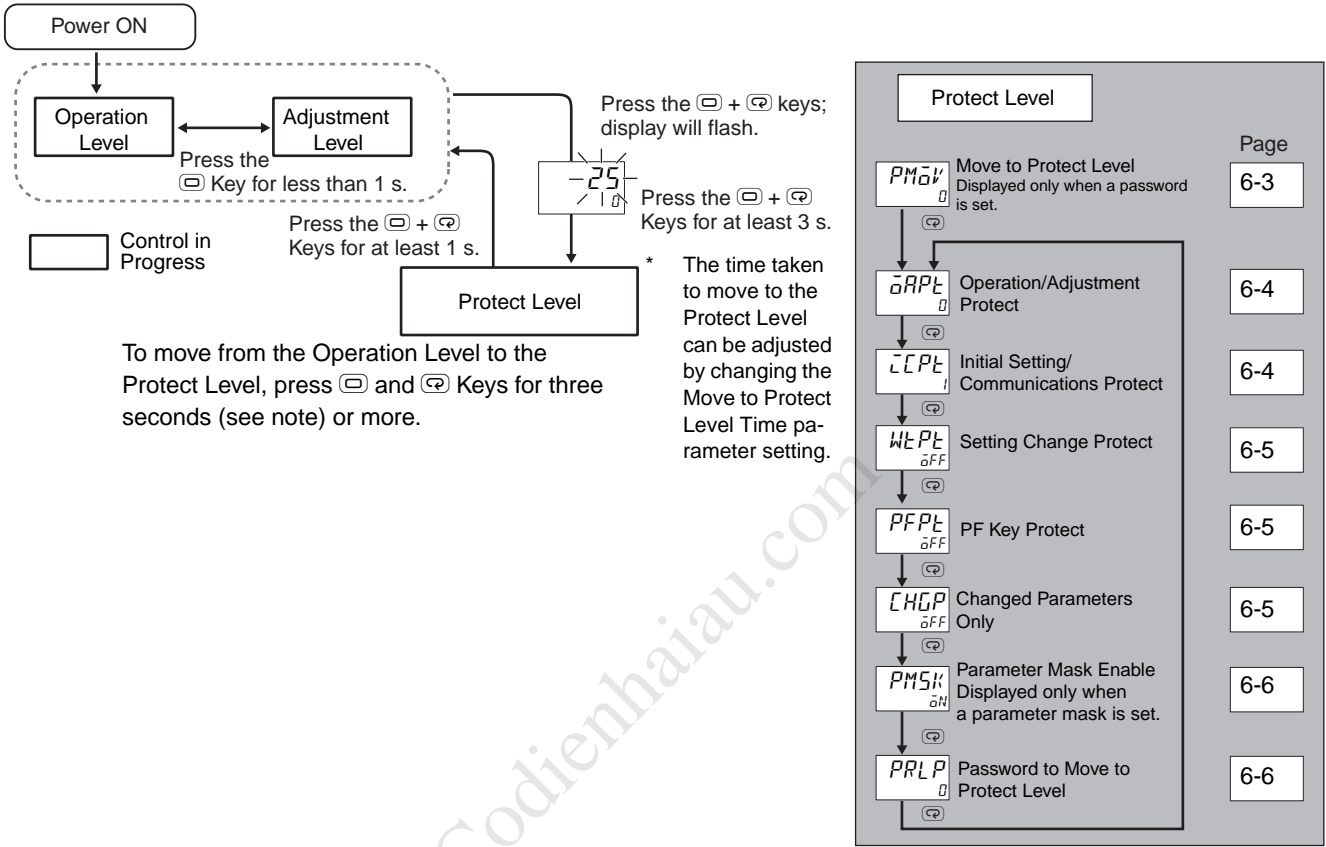 Power ON
Operation
Level
Adjustment
Level
Press the
Key for less than 1 s.
Press the + keys;
display will flash.
25
0
Press the + 
Keys for at least 3 s.
Press the + 
Keys for at least 1 s.
Control in
Progress
Protect Level
To move from the Operation Level to the
Protect Level, press and Keys for three
seconds (see note) or more.
* The time taken
to move to the
Protect Level
can be adjusted
by changing the
Move to Protect
Level Time pa-
rameter setting.
Protect Level
Page
PMoV
0
Move to Protect Level
Displayed only when a password
is set.
6-3
oAPt
0
Operation/Adjustment
Protect
6-4
iCPt
1
Initial Setting/
Communications Protect
6-4
WtPt
oFF
Setting Change Protect
6-5
PFPt
oFF
PF Key Protect
6-5
CHGP
oFF
Changed Parameters
Only
6-5
PMSK
oN
Parameter Mask Enable
Displayed only when
a parameter mask is set.
6-6
PRLP
0
Password to Move to
Protect Level
6-6
Codienhaiau.com